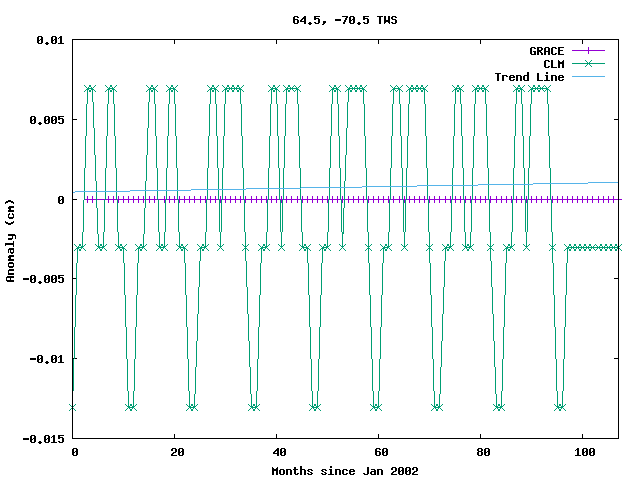 64.5, -70.5 TWS
0.01
GRACE
CLM
Trend Line
0.005
0
Anomaly (cm)
-0.005
-0.01
-0.015
0 20 40 60 80 100
Months since Jan 2002